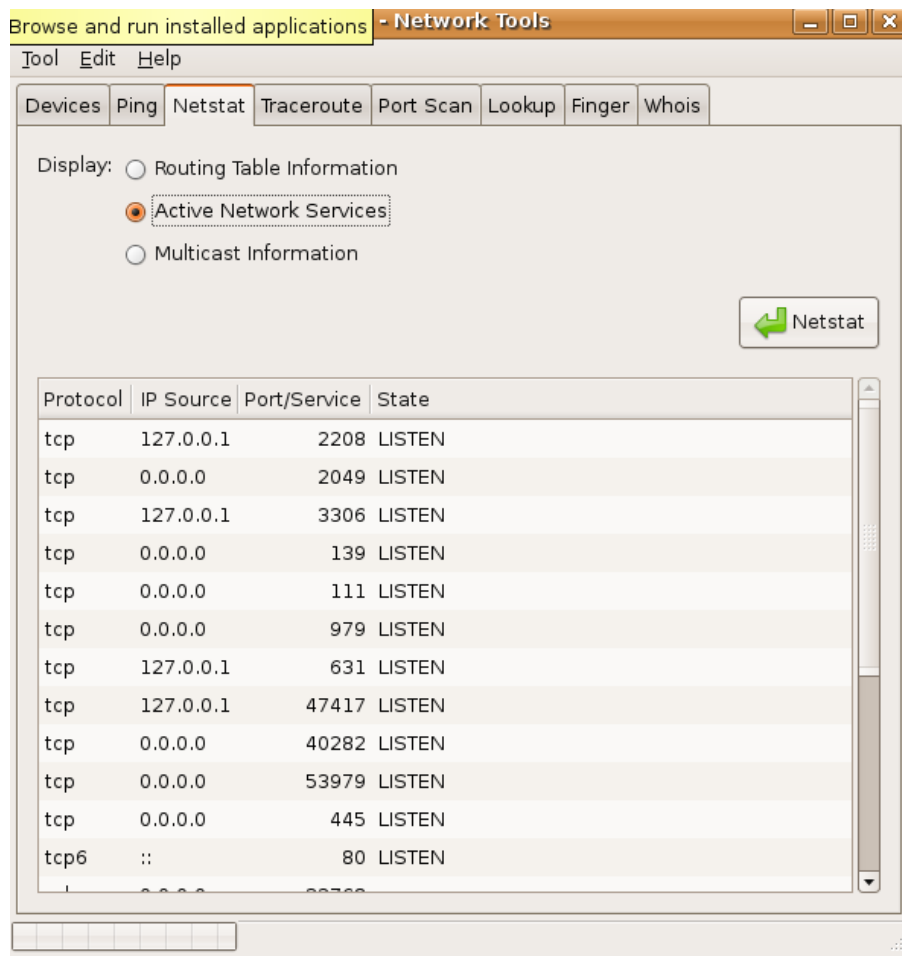 Browse and run installed applications - Network Tools
Tool Edit Help
Devices Ping Netstat Traceroute Port Scan Lookup Finger Whois
Display: Routing Table Information
Active Network Services
Multicast Information
Netstat
Protocol IP Source Port/Service State
tcp 127.0.0.1 2208 LISTEN
tcp 0.0.0.0 2049 LISTEN
tcp 127.0.0.1 3306 LISTEN
tcp 0.0.0.0 139 LISTEN
tcp 0.0.0.0 111 LISTEN
tcp 0.0.0.0 979 LISTEN
tcp 127.0.0.1 631 LISTEN
tcp 127.0.0.1 47417 LISTEN
tcp 0.0.0.0 40282 LISTEN
tcp 0.0.0.0 53979 LISTEN
tcp 0.0.0.0 445 LISTEN
tcp6 :: 80 LISTEN